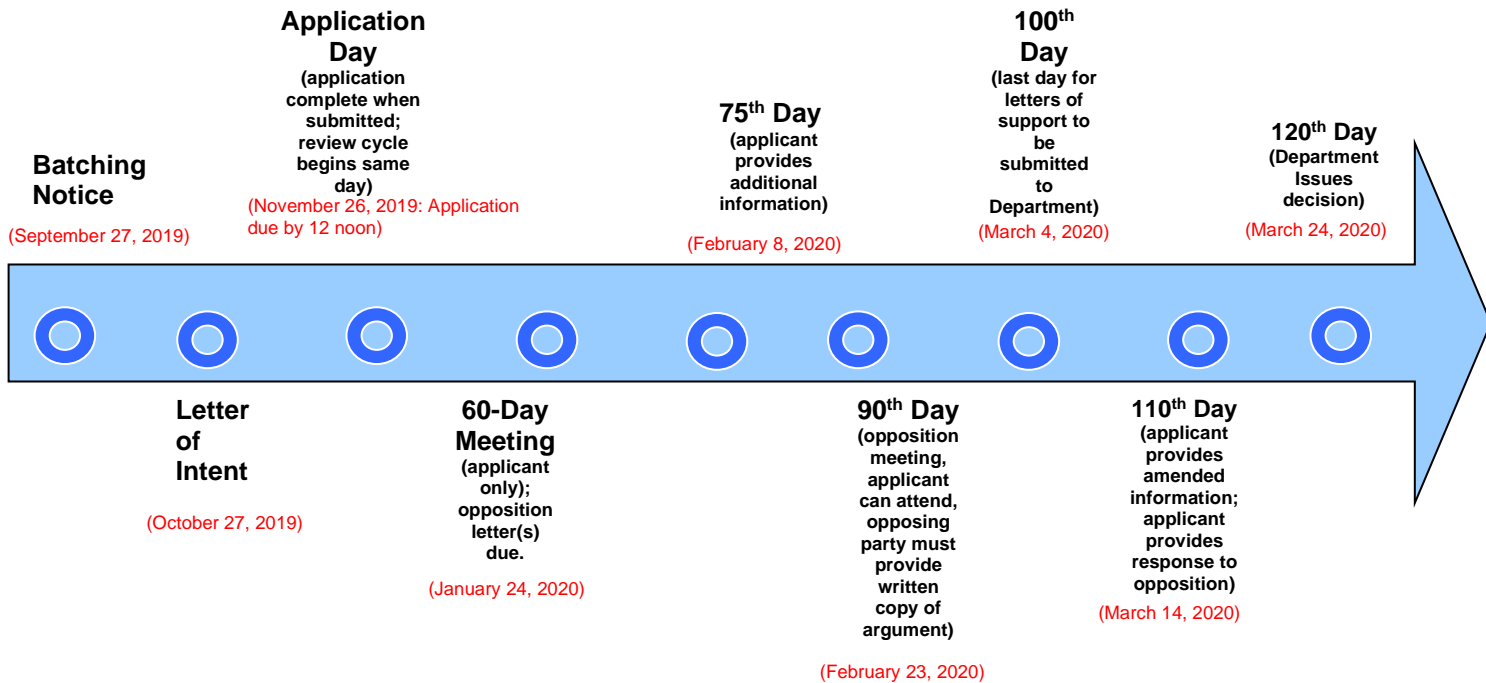 Batching
Notice
(September 27, 2019)
Letter
of
Intent
(October 27, 2019)
Application
Day
(application
complete when
submitted;
review cycle
begins same
day)
(November 26, 2019: Application
due by 12 noon)
60-Day
Meeting
(applicant
only);
opposition
letter(s)
due.
(January 24, 2020)
75th Day
(applicant
provides
additional
information)
(February 8, 2020)
90th Day
(opposition
meeting,
applicant
can attend,
opposing
party must
provide
written
copy of
argument)
(February 23, 2020)
100th
Day
(last day for
letters of
support to
be
submitted
to
Department)
(March 4, 2020)
110th Day
(applicant
provides
amended
information;
applicant
provides
response to
opposition)
(March 14, 2020)
120th Day
(Department
Issues
decision)
(March 24, 2020)